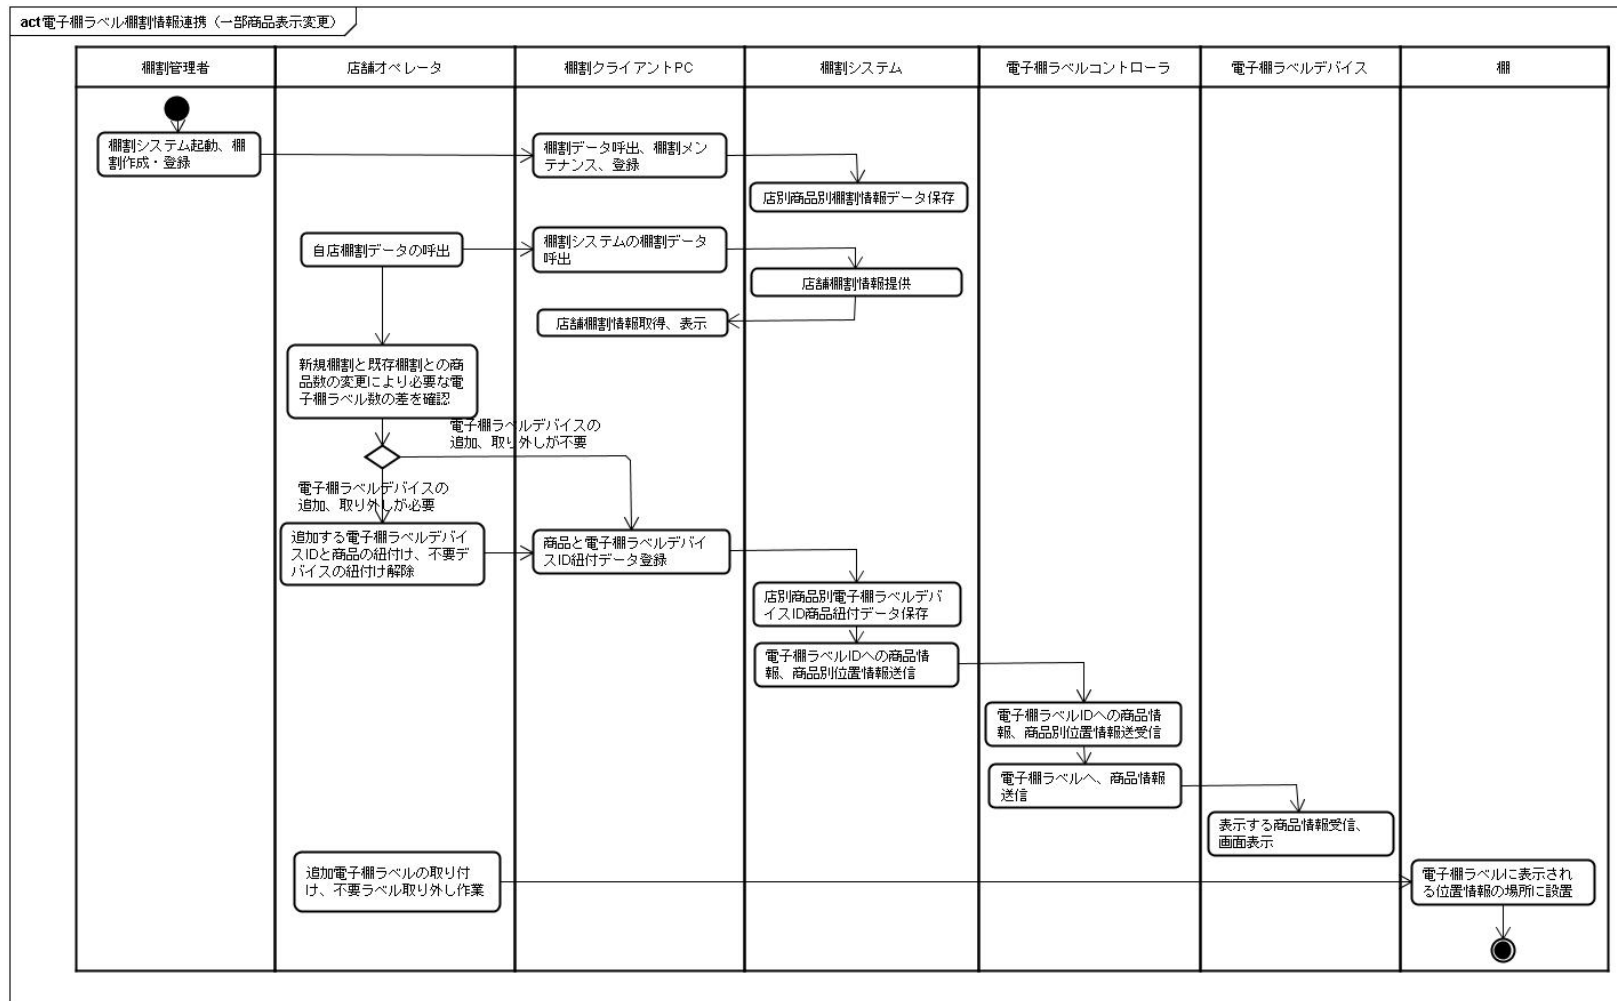 act電子棚ラベル棚割情報連携（一部商品表示変更）
棚割管理者
店舗オペレータ
棚割クライアントPC
棚割システム
電子棚ラベルコントローラ
電子棚ラベルデバイス
棚
棚割システム起動、棚
割作成・登録
棚割データ呼出、棚割メン
テナンス、登録
店別商品別棚割情報データ保存
自店棚割データの呼出
棚割システムの棚割データ
呼出
店舗棚割情報提供
店舗棚割情報取得、表示
新規棚割と既存棚割との商
品数の変更により必要な電
子棚ラベル数の差を確認
電子棚ラベルデバイスの
追加、取り外しが不要
電子棚ラベルデバイスの
追加、取り外しが必要
追加する電子棚ラベルデバイ
スIDと商品の紐付け、不要デ
バイスの紐付け解除
商品と電子棚ラベルデバイ
スID紐付データ登録
店別商品別電子棚ラベルデバ
イスID商品紐付データ保存
電子棚ラベルIDへの商品情
報、商品別位置情報送信
電子棚ラベルIDへの商品情
報、商品別位置情報送受信
電子棚ラベルへ、商品情報
送信
表示する商品情報受信、
画面表示
追加電子棚ラベルの取り付
け、不要ラベル取り外し作業
電子棚ラベルに表示され
る位置情報の場所に設置